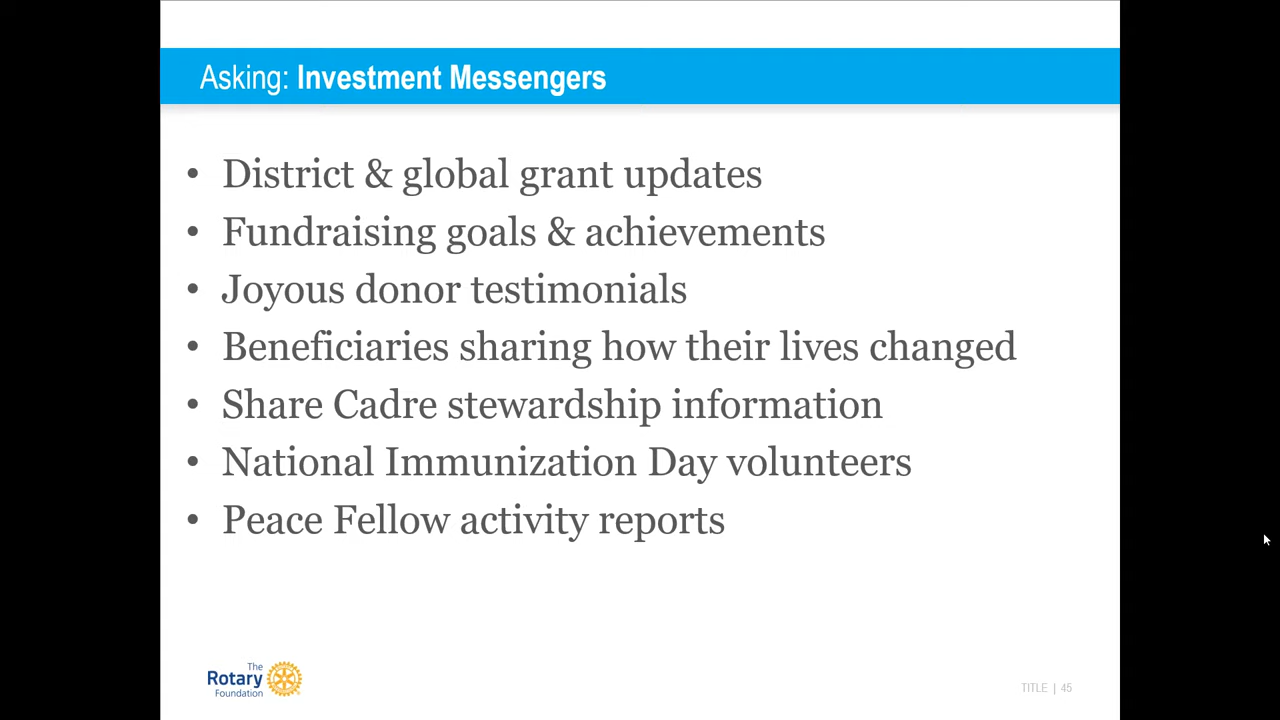 Asking: Investment Messengers
• District & global grant updates
• Fundraising goals & achievements
• Joyous donor testimonials
• Beneficiaries sharing how their lives changed
• Share Cadre stewardship information
• National Immunization Day volunteers
• Peace Fellow activity reports
The
Rotary
Foundation
TITLE | 45